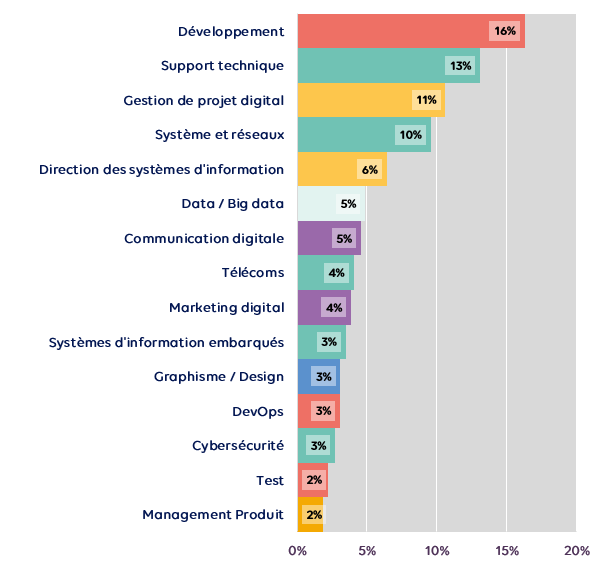 Développement 16%
Support technique 13%
Gestion de projet digital 11%
Système et réseaux 10%
Direction des systèmes d'information 6%
Data / Big data 5%
Communication digitale 5%
Télécoms 4%
Marketing digital 4%
Systèmes d'information embarqués 3%
Graphisme / Design 3%
DevOps 3%
Cybersécurité 3%
Test 2%
Management Produit 2%
0% 5% 10% 15% 20%